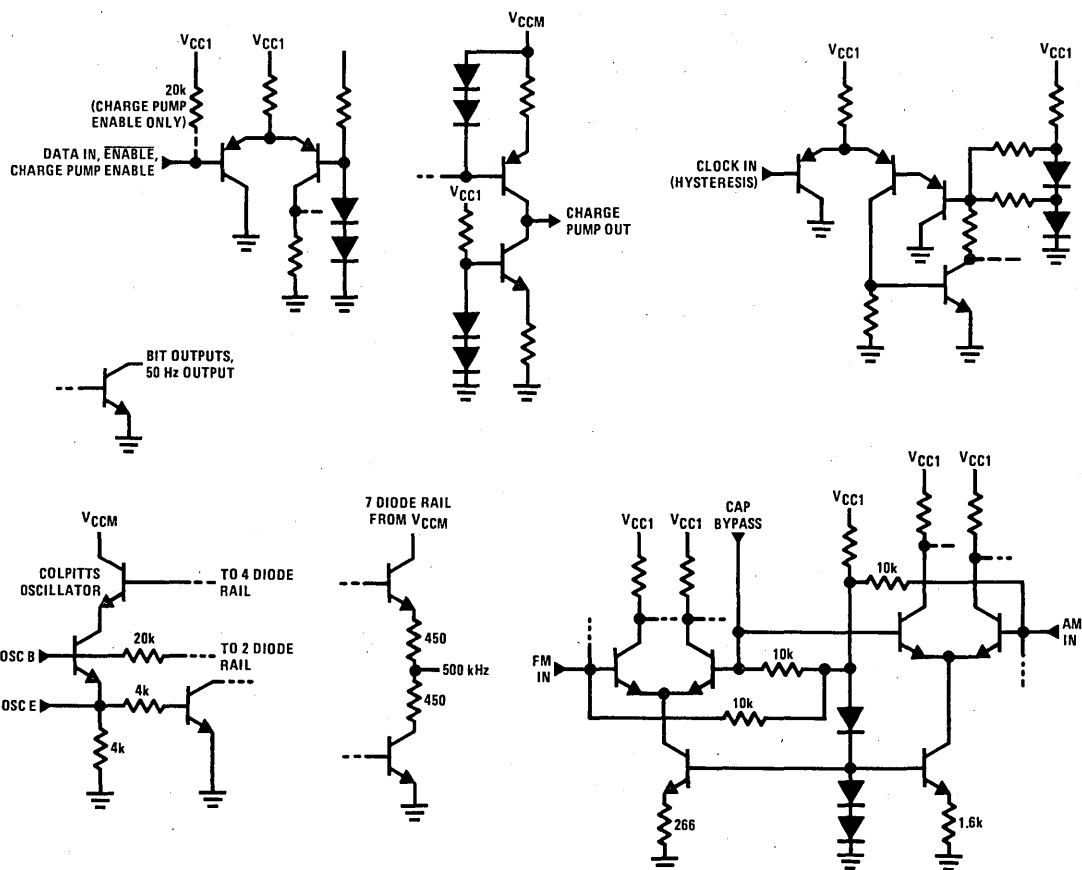 VCC1
VCC1
20k
(CHARGE PUMP
ENABLE ONLY)
DATA IN, ENABLE,
CHARGE PUMP ENABLE
VCCM
VCC1
CHARGE
PUMP OUT
VCC1
VCC1
CLOCK IN
(HYSTERESIS)
BIT OUTPUTS,
50 Hz OUTPUT
VCCM
COLPITTS
OSCILLATOR
TO 4 DIODE
RAIL
OSC B
20k
TO 2 DIODE
RAIL
OSC E
4k
4k
7 DIODE RAIL
FROM VCCM
450
500 kHz
450
VCC1
VCC1
CAP
BYPASS
VCC1
VCC1
VCC1
10k
FM
IN
10k
10k
AM
IN
266
1.6k